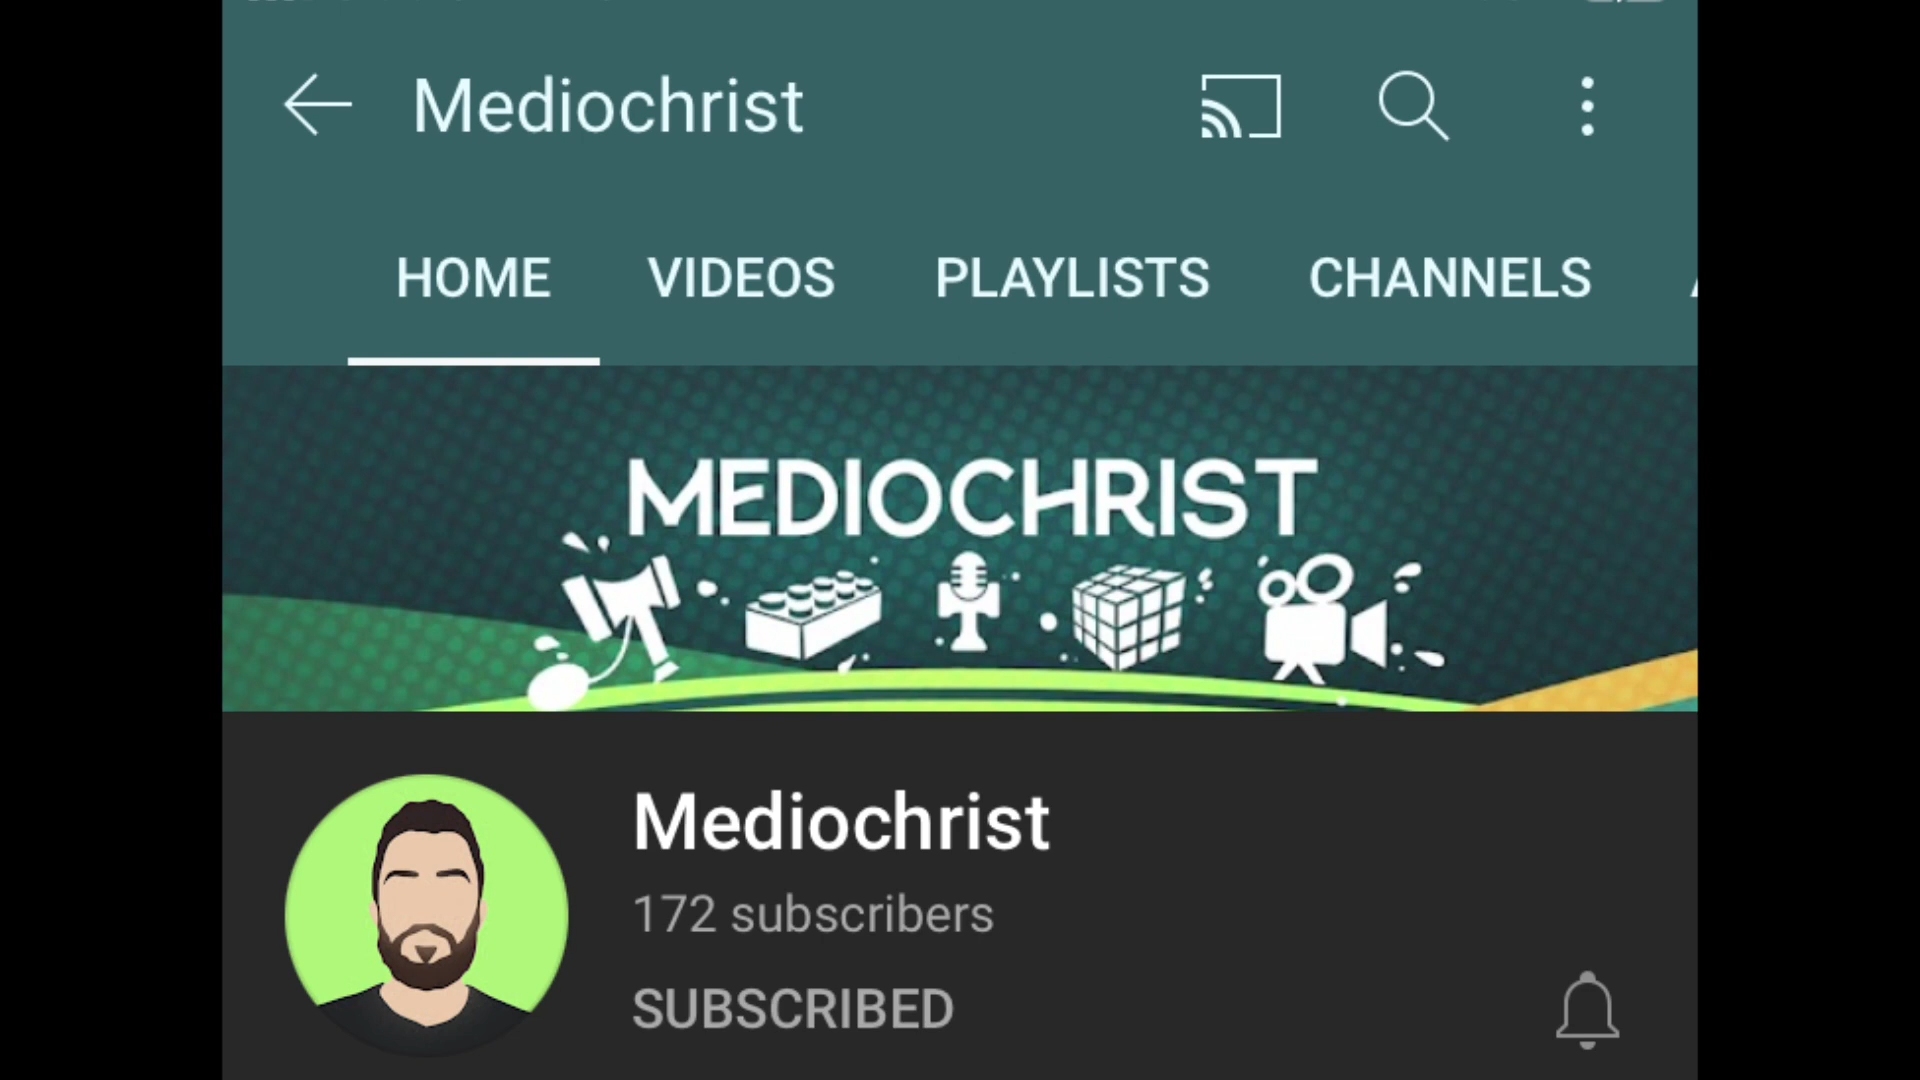 Mediochrist
HOME VIDEOS PLAYLISTS CHANNELS
MEDIOCHRIST
Mediochrist
172 subscribers
SUBSCRIBED